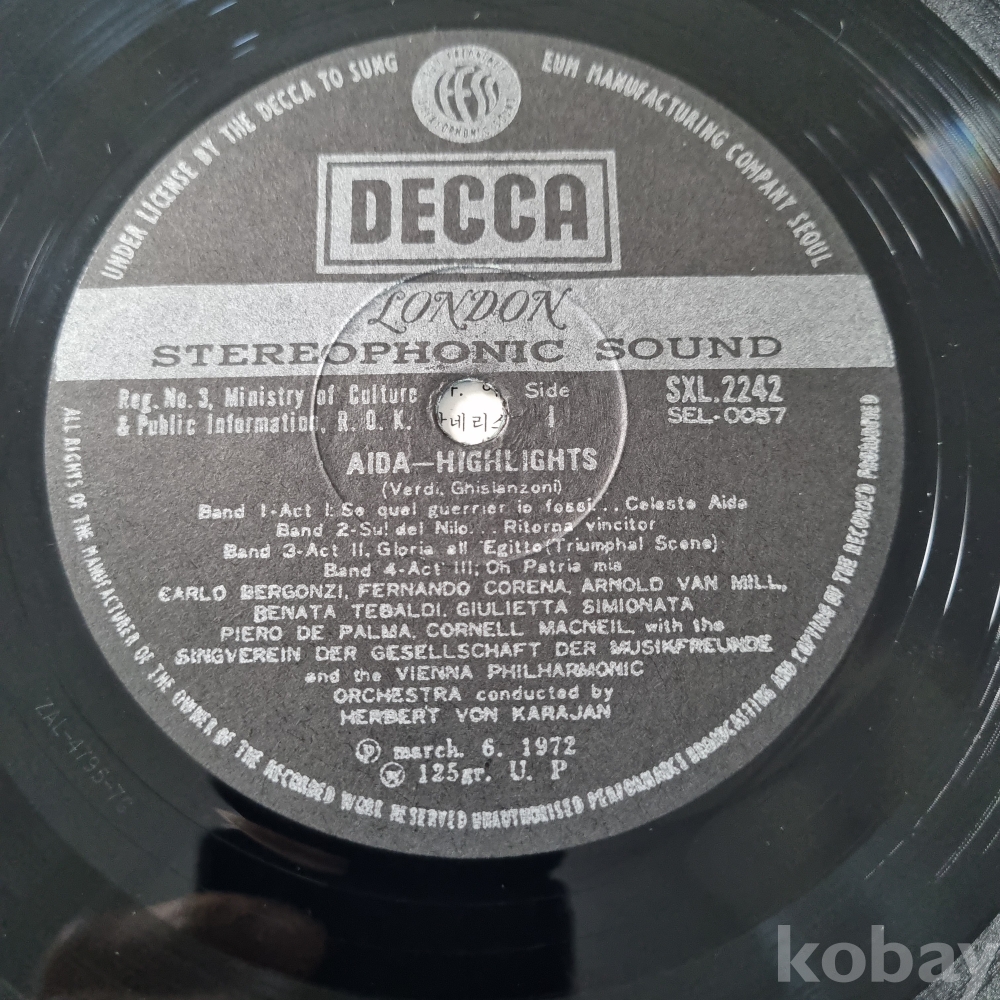 UNDER LICENSE BY THE DECCA TO SUNG EUM MANUFACTURING COMPANY SEOUL
DECCA
LONDON
STEREOPHONIC SOUND
Reg. No. 3, Ministry of Culture
& Public Information, R. O. K.
네리
Side
1
SXL.2242
SEL-0057
AIDA—HIGHLIGHTS
(Verdi, Ghislanzoni)
Band 1-Act I: Se quel guerrier io fossi... Celeste Aida
Band 2-Su! del Nilo... Ritorna vincitor
Band 3-Act II, Gloria all Egitto (Triumphal Scene)
Band 4-Act III; Oh Patria mia
CARLO BERGONZI, FERNANDO CORENA, ARNOLD VAN MILL,
RENATA TEBALDI, GIULIETTA SIMIONATA
PIERO DE PALMA, CORNELL MACNEIL, with the
SINGVEREIN DER GESELLSCHAFT DER MUSIKFREUNDE
and the VIENNA PHILHARMONIC
ORCHESTRA conducted by
HERBERT VON KARAJAN
Ⓟ march. 6. 1972
Ⓦ 125gr. U. P
ALL RIGHTS OF THE MANUFACTURER OF THE OWNER OF THE RECORDED WORK RESERVED UNAUTHORISED PERFORMANCES BROADCASTING AND COPYING OF THE RECORDED PROHIBITED
ZAL-4795-7
kobay